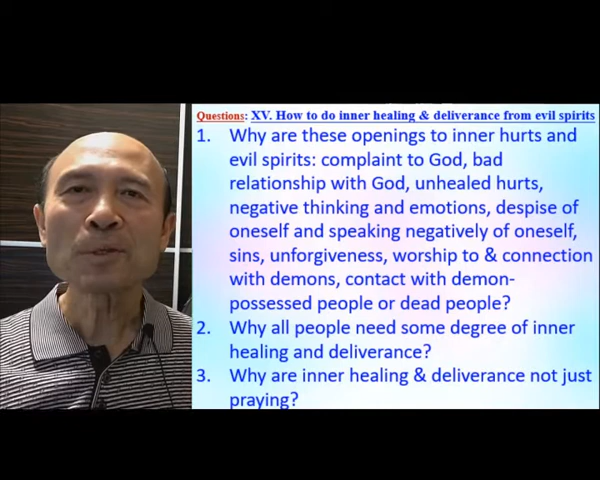 Questions: XV. How to do inner healing & deliverance from evil spirits
1. Why are these openings to inner hurts and
evil spirits: complaint to God, bad
relationship with God, unhealed hurts,
negative thinking and emotions, despise of
oneself and speaking negatively of oneself,
sins, unforgiveness, worship to & connection
with demons, contact with demon-
possessed people or dead people?
2. Why all people need some degree of inner
healing and deliverance?
3. Why are inner healing & deliverance not just
praying?